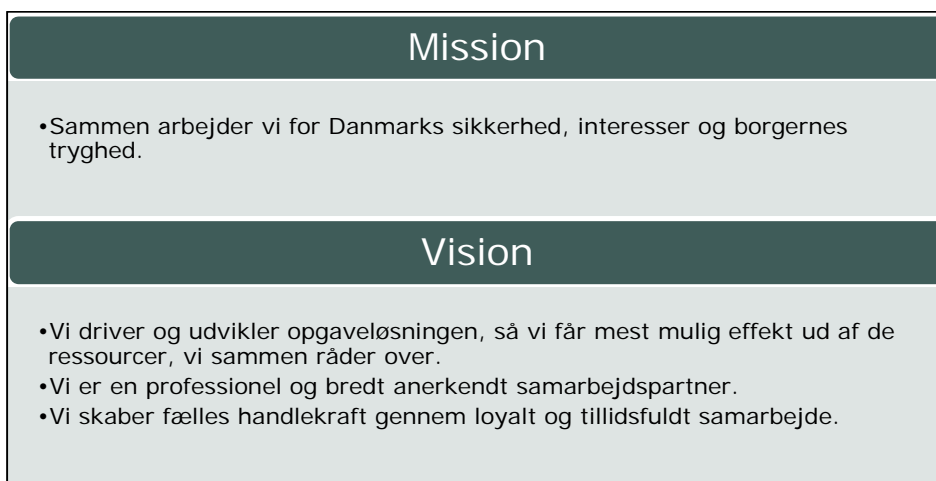 Mission
•Sammen arbejder vi for Danmarks sikkerhed, interesser og borgernes
tryghed.
Vision
•Vi driver og udvikler opgaveløsningen, så vi får mest mulig effekt ud af de
ressourcer, vi sammen råder over.
•Vi er en professionel og bredt anerkendt samarbejdspartner.
•Vi skaber fælles handlekraft gennem loyalt og tillidsfuldt samarbejde.